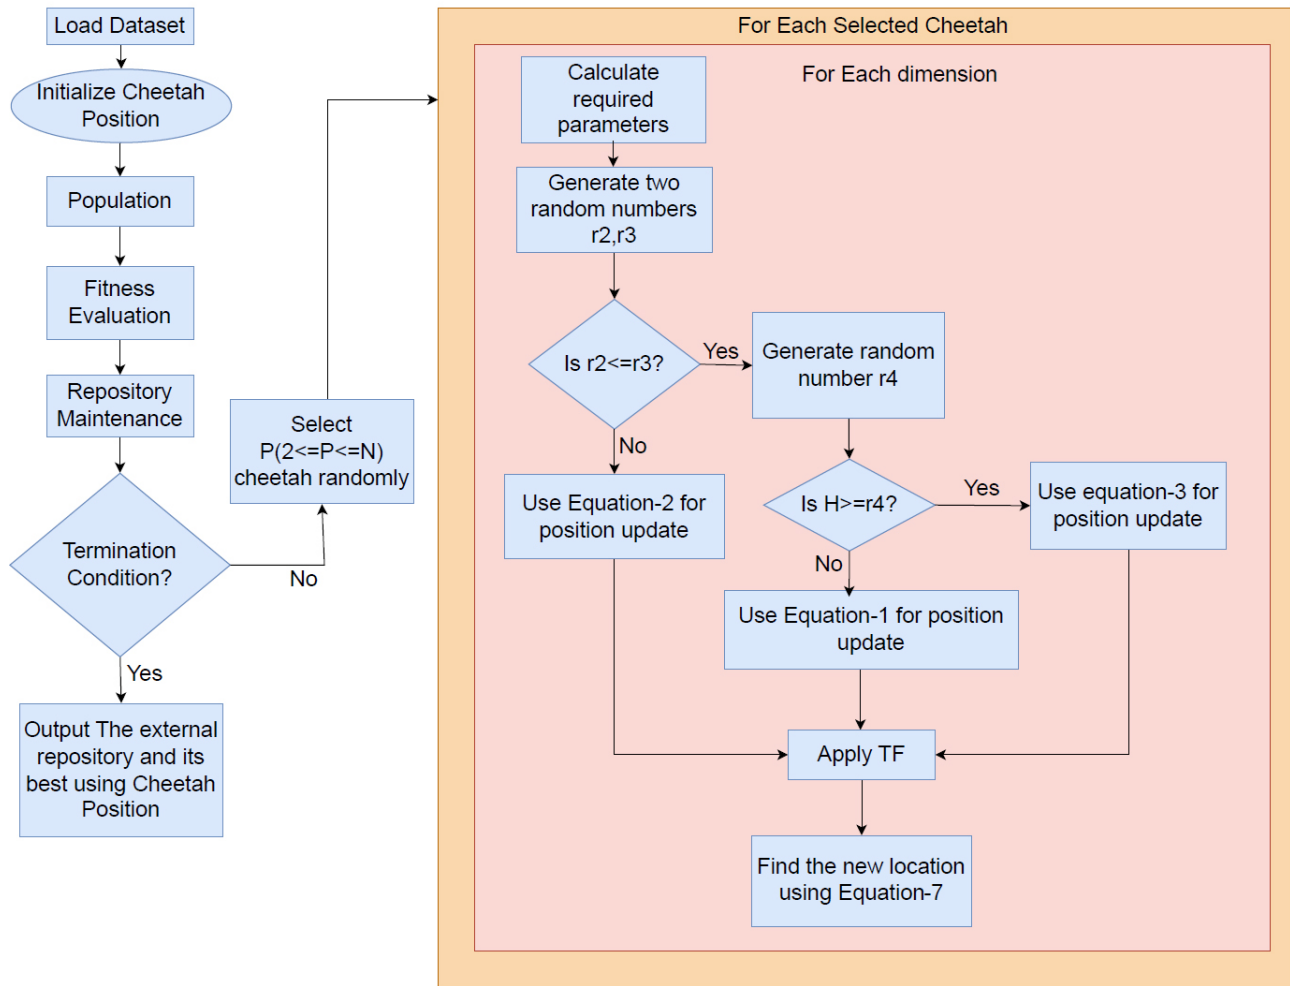 Load Dataset
Initialize Cheetah
Position
Population
Fitness
Evaluation
Repository
Maintenance
Termination
Condition?
No
Yes
Output The external
repository and its
best using Cheetah
Position
Select
P(2<=P<=N)
cheetah randomly
For Each Selected Cheetah
For Each dimension
Calculate
required
parameters
Generate two
random numbers
r2,r3
Is r2<=r3?
Yes
Generate random
number r4
No
Use Equation-2 for
position update
Is H>=r4?
Yes
Use equation-3 for
position update
No
Use Equation-1 for position
update
Apply TF
Find the new location
using Equation-7